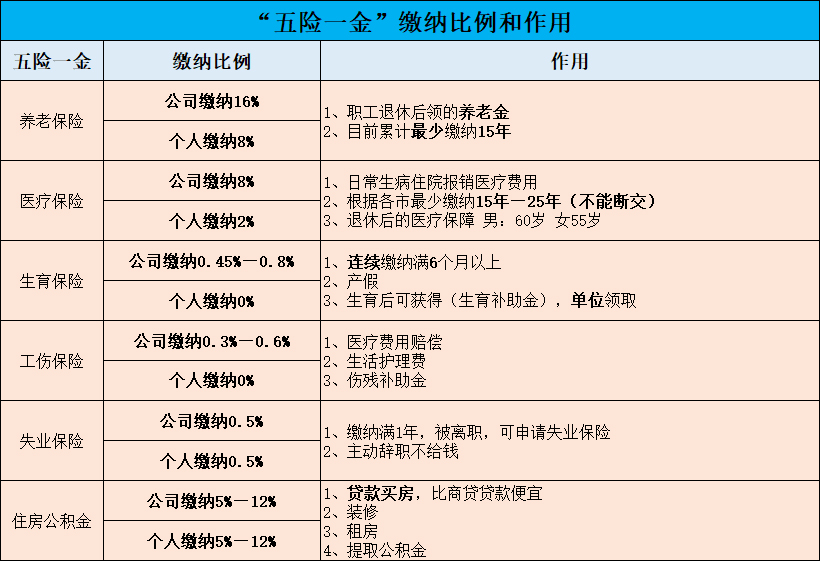 “五险一金”缴纳比例和作用
五险一金
缴纳比例
作用
养老保险
公司缴纳16%
个人缴纳8%
1、职工退休后领的养老金
2、目前累计最少缴纳15年
医疗保险
公司缴纳8%
个人缴纳2%
1、日常生病住院报销医疗费用
2、根据各市最少缴纳15年—25年（不能断交）
3、退休后的医疗保障 男：60岁 女55岁
生育保险
公司缴纳0.45%—0.8%
个人缴纳0%
1、连续缴纳满6个月以上
2、产假
3、生育后可获得（生育补助金），单位领取
工伤保险
公司缴纳0.3%—0.6%
个人缴纳0%
1、医疗费用赔偿
2、生活护理费
3、伤残补助金
失业保险
公司缴纳0.5%
个人缴纳0.5%
1、缴纳满1年，被离职，可申请失业保险
2、主动辞职不给钱
住房公积金
公司缴纳5%—12%
个人缴纳5%—12%
1、贷款买房，比商贷贷款便宜
2、装修
3、租房
4、提取公积金